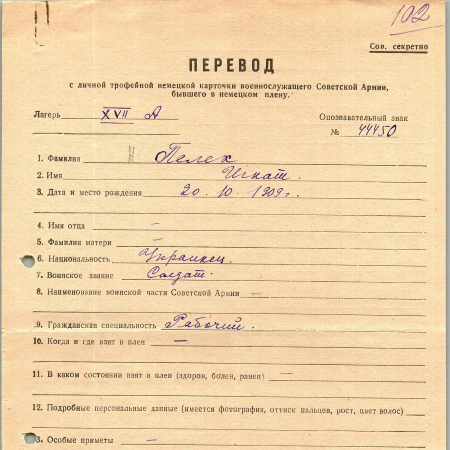 102
Сов. секретно
ПЕРЕВОД
с личной трофейной немецкой карточки военнослужащего Советской Армии,
бывшего в немецком плену.
Лагерь XVII A Опознавательный знак
№ 44450
1. Фамилия Пелех
2. Имя Игнат.
3. Дата и место рождения 20. 10. 1909 г.
4. Имя отца —
5. Фамилия матери —
6. Национальность Украинец.
7. Воинское звание Солдат.
8. Наименование воинской части Советской Армии —
9. Гражданская специальность Рабочий.
10. Когда и где взят в плен —
11. В каком состоянии взят в плен (здоров, болен, ранен) —
12. Подробные персональные данные (имеется фотография, оттиск пальцев, рост, цвет волос)
3. Особые приметы —